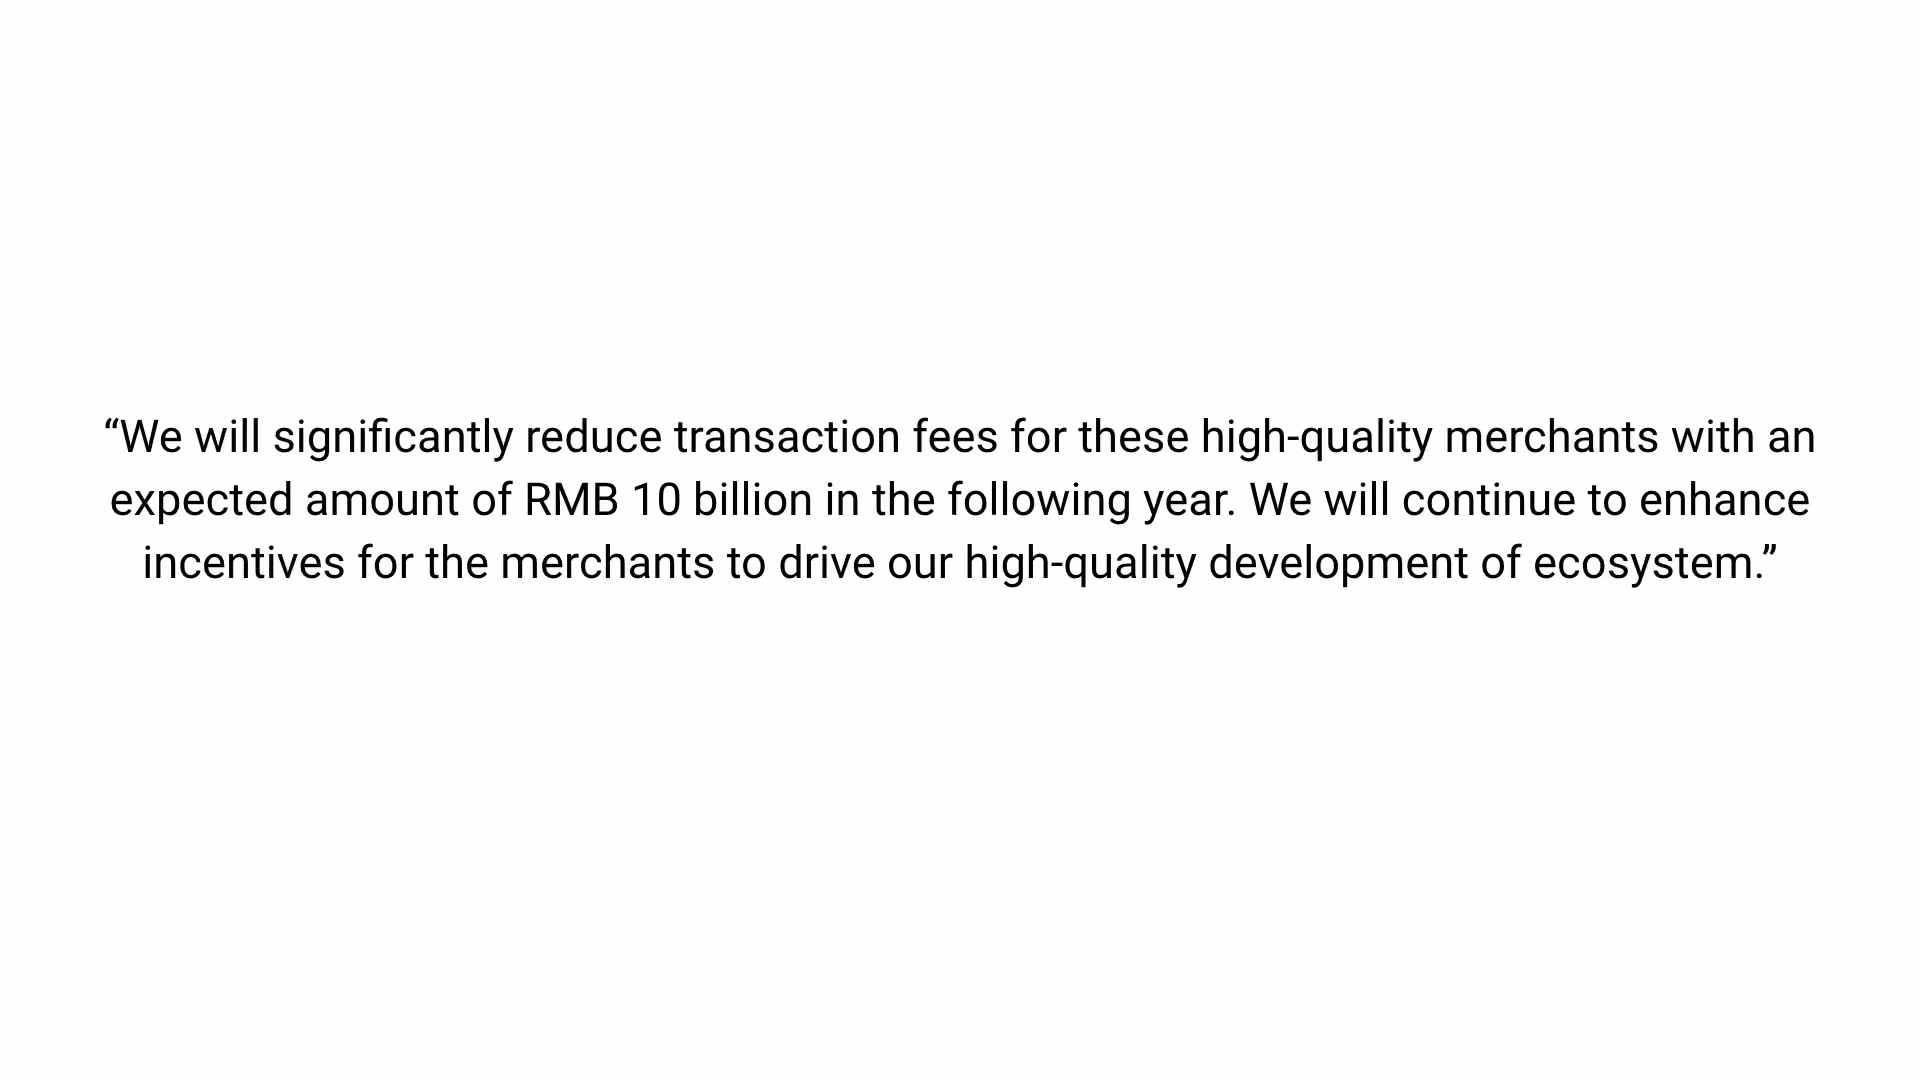 “We will significantly reduce transaction fees for these high-quality merchants with an
expected amount of RMB 10 billion in the following year. We will continue to enhance
incentives for the merchants to drive our high-quality development of ecosystem.”